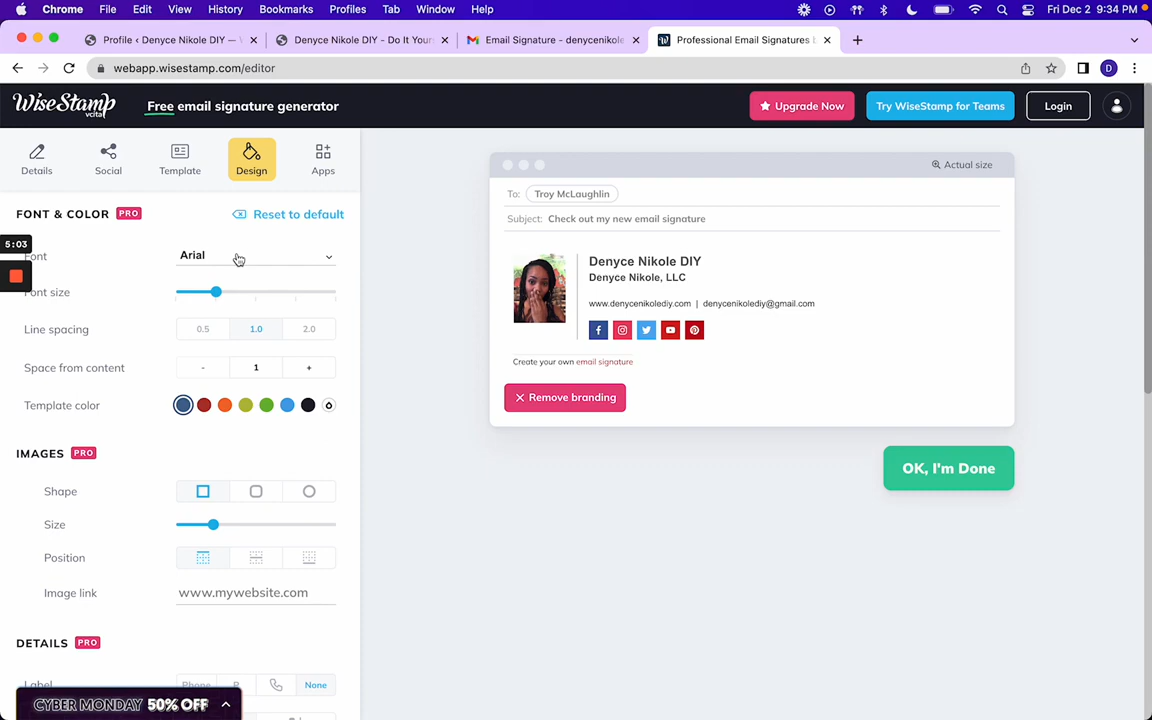 Chrome File Edit View History Bookmarks Profiles Tab Window Help Fri Dec 2 9:34 PM
Profile ‹ Denyce Nikole DIY — Denyce Nikole DIY - Do It Your Email Signature - denycenikole Professional Email Signatures
webapp.wisestamp.com/editor D
WiseStamp Free email signature generator Upgrade Now Try WiseStamp for Teams Login
vcita
Details Social Template Design Apps
Actual size
To: Troy McLaughlin
Subject: Check out my new email signature
FONT & COLOR PRO Reset to default
5:03
Font Arial
Font size
Line spacing 0.5 1.0 2.0
Space from content - 1 +
Template color
Denyce Nikole DIY
Denyce Nikole, LLC
www.denycenikolediy.com | denycenikolediy@gmail.com
Create your own email signature
Remove branding
OK, I'm Done
IMAGES PRO
Shape
Size
Position
Image link www.mywebsite.com
DETAILS PRO
Label Phone P None
CYBER MONDAY 50% OFF